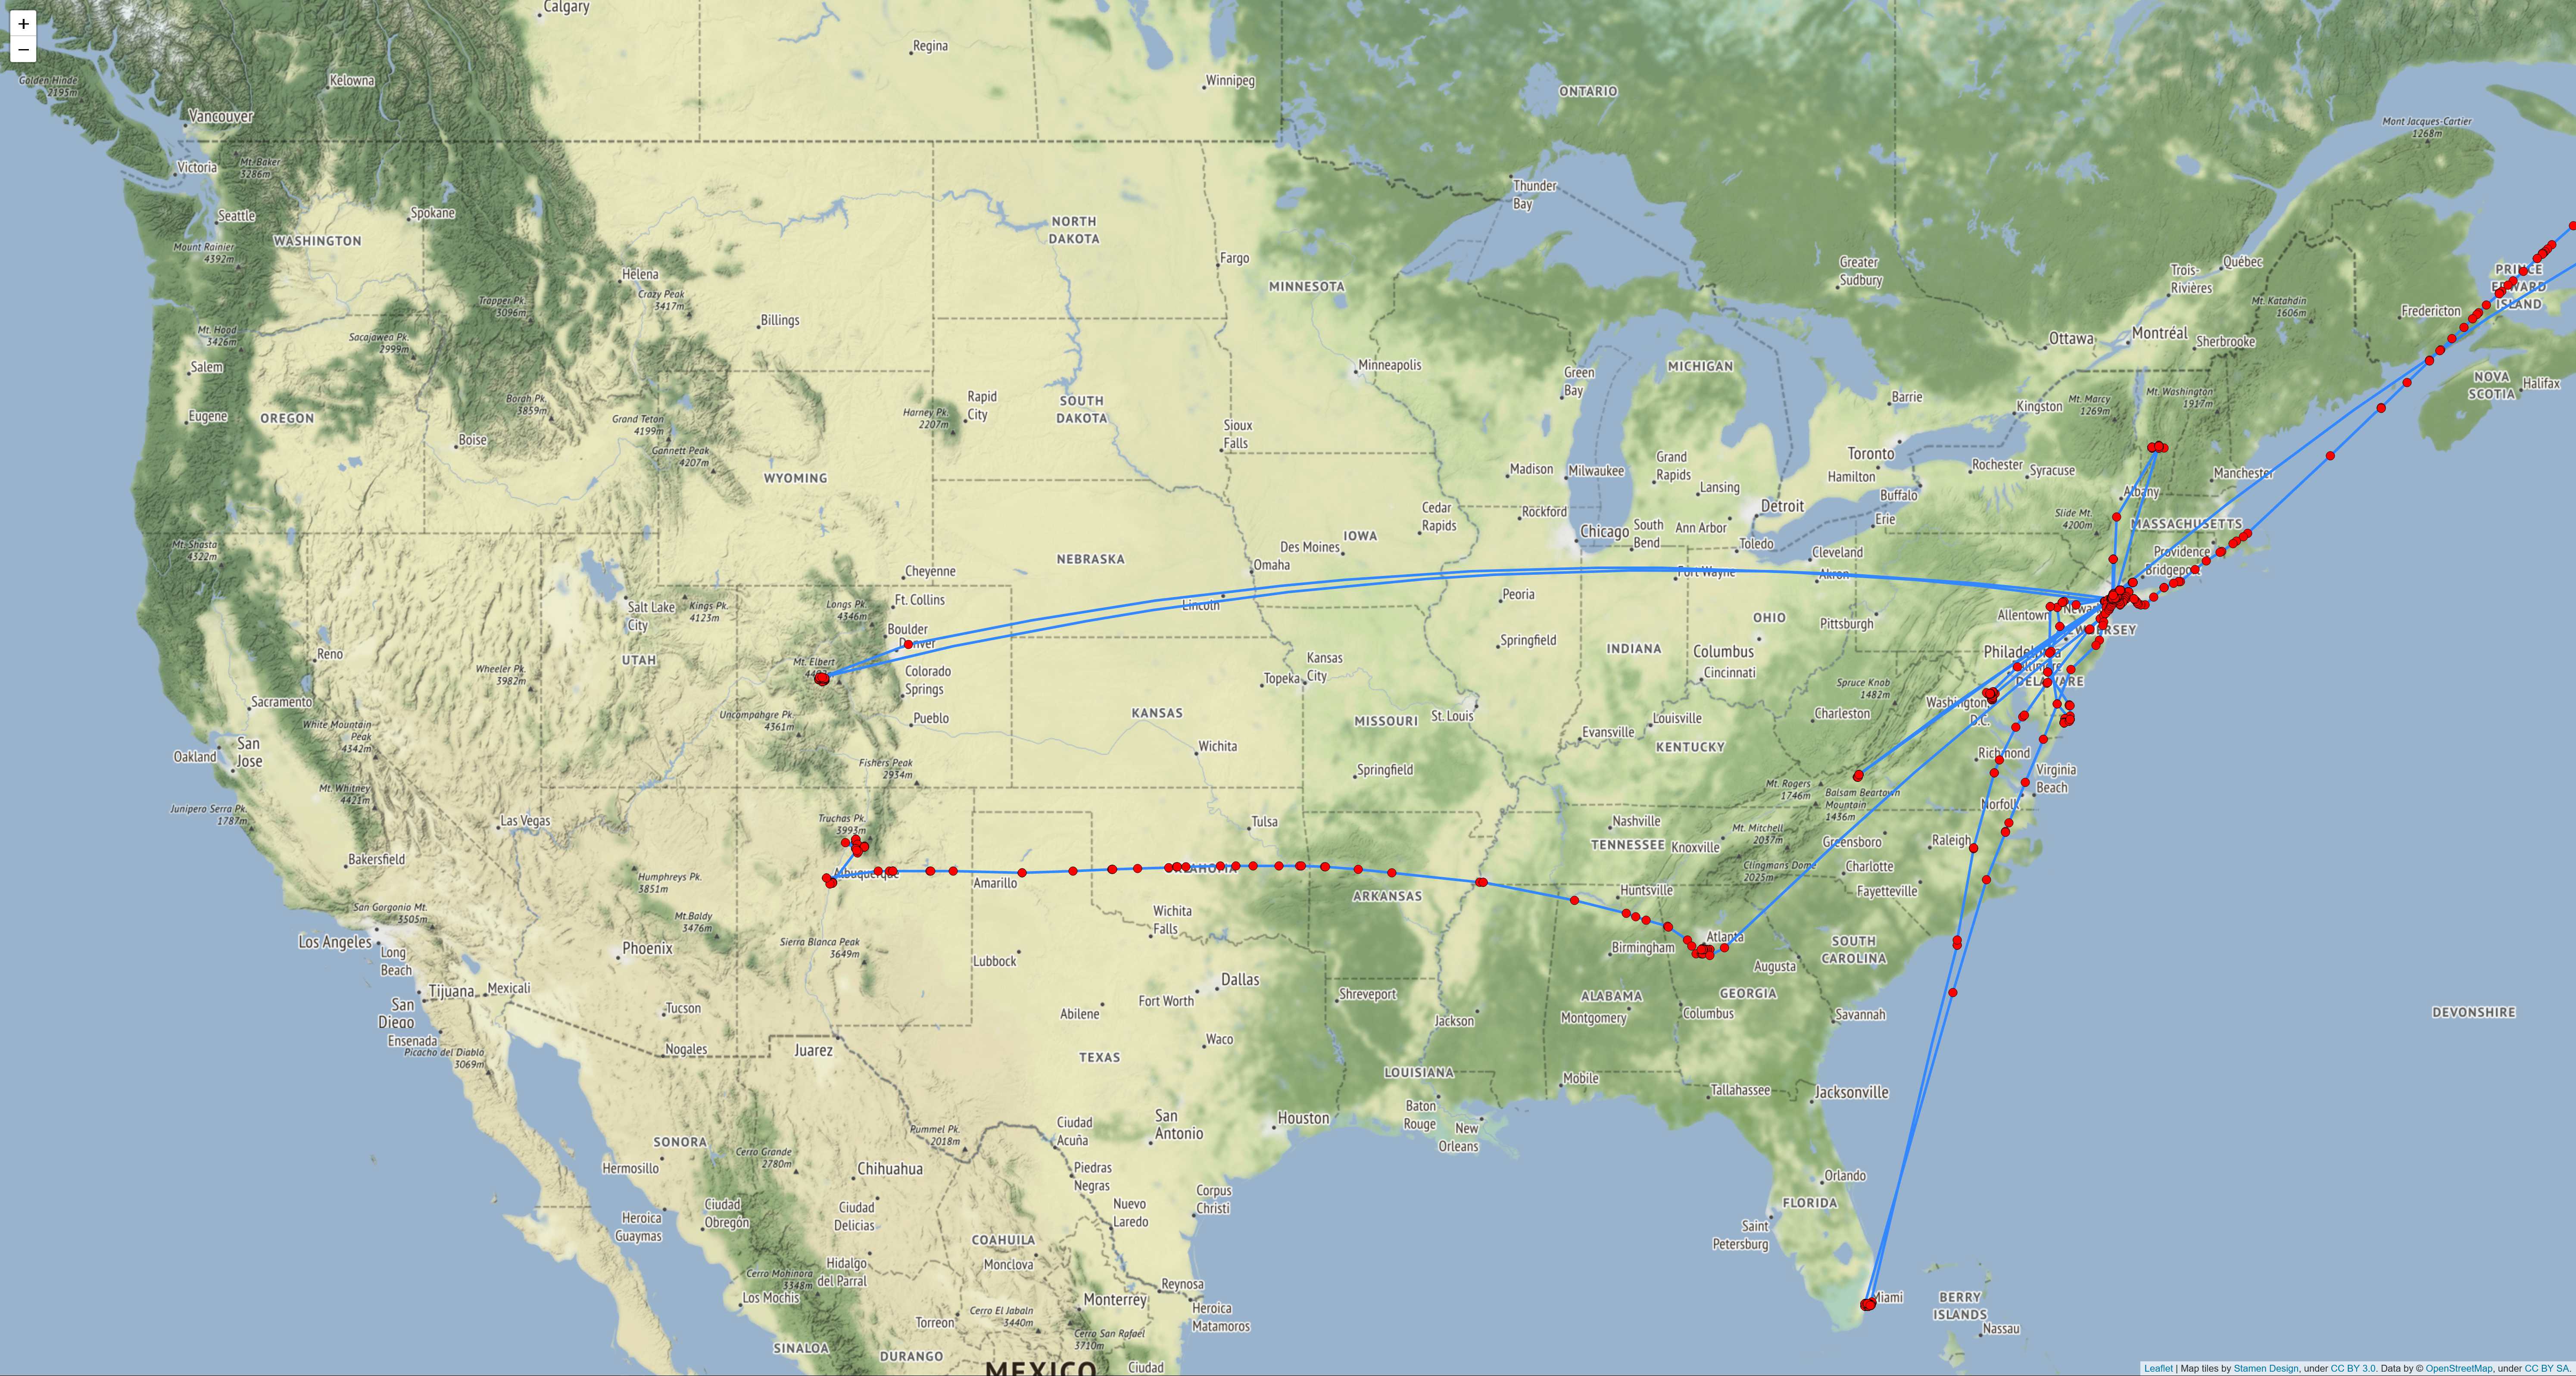 +
−
Calgary
Regina
Winnipeg
Kelowna
Golden Hinde
2195m
Vancouver
Victoria
Mt. Baker
3286m
Seattle
Spokane
WASHINGTON
Mount Rainier
4392m
ONTARIO
Thunder
Bay
Mont Jacques-Cartier
1268m
NORTH
DAKOTA
Fargo
MINNESOTA
Greater
Sudbury
Trois-
Rivières
Québec
Mt. Katahdin
1606m
Fredericton
ISLAND
Helena
Crazy Peak
3417m
Trapper Pk.
3096m
Billings
Mt. Hood
3426m
Sacajawea Pk.
2999m
Salem
Eugene
OREGON
Borah Pk.
3859m
Grand Teton
4199m
Gannett Peak
4207m
Boise
Harney Pk.
2207m
Rapid
City
SOUTH
DAKOTA
Minneapolis
Sioux
Falls
Green
Bay
MICHIGAN
Barrie
Ottawa
Montréal
Sherbrooke
Kingston
Mt. Marcy
1269m
Mt. Washington
1917m
NOVA
SCOTIA
Halifax
WYOMING
Madison
Milwaukee
Grand
Rapids
Lansing
Toronto
Hamilton
Rochester
Syracuse
Buffalo
Manchester
Albany
Cedar
Rapids
Rockford
Detroit
Erie
Slide Mt.
4200m
MASSACHUSETTS
Mt. Shasta
4322m
IOWA
Des Moines
Chicago
South
Bend
Ann Arbor
Toledo
Cleveland
Providence
Bridgeport
NEBRASKA
Omaha
Cheyenne
Fort Wayne
Akron
Salt Lake
City
Kings Pk.
4123m
Longs Pk.
4346m
Ft. Collins
Lincoln
Peoria
Allentown
Boulder
OHIO
Pittsburgh
Reno
UTAH
Wheeler Pk.
3982m
Mt. Elbert
Colorado
Springs
Topeka
Kansas
City
Springfield
INDIANA
Columbus
Cincinnati
Philadelphia
DELAWARE
Spruce Knob
1482m
Washington
D.C.
Sacramento
White Mountain
Peak
4342m
Uncompahgre Pk.
4361m
Pueblo
KANSAS
MISSOURI
St. Louis
Louisville
Charleston
Evansville
KENTUCKY
Oakland
San
Jose
Wichita
Springfield
Richmond
Fishers Peak
2934m
Mt. Whitney
4421m
Junipero Serra Pk.
1787m
Las Vegas
Truchas Pk.
3993m
Tulsa
Mt. Rogers
1746m
Balsam Beartown
Mountain
1436m
Virginia
Beach
Norfolk
Nashville
TENNESSEE
Knoxville
Mt. Mitchell
2037m
Greensboro
Raleigh
Bakersfield
Humphreys Pk.
3851m
Albuquerque
Amarillo
Clingmans Dome
2025m
Charlotte
Fayetteville
Huntsville
ARKANSAS
San Gorgonio Mt.
3505m
Mt.Baldy
3476m
Wichita
Falls
Los Angeles
Long
Beach
Phoenix
Sierra Blanca Peak
3649m
Lubbock
Birmingham
Atlanta
SOUTH
CAROLINA
Augusta
San
Diego
Tijuana
Mexicali
Dallas
Fort Worth
Shreveport
ALABAMA
GEORGIA
Tucson
Abilene
Jackson
Montgomery
Columbus
Savannah
DEVONSHIRE
Ensenada
Picacho del Diablo
3069m
Nogales
Juarez
TEXAS
Waco
LOUISIANA
Mobile
Tallahassee
Jacksonville
Baton
Rouge
New
Orleans
Houston
San
Antonio
Ciudad
Acuña
SONORA
Pummel Pk.
2018m
Cerro Grande
2780m
Hermosillo
Chihuahua
Piedras
Negras
Orlando
FLORIDA
Saint
Petersburg
Heroica
Guaymas
Ciudad
Obregón
Ciudad
Delicias
Nuevo
Laredo
Corpus
Christi
COAHUILA
Monclova
Hidalgo
del Parral
Cerro Mohinora
3348m
Los Mochis
Reynosa
Monterrey
Heroica
Matamoros
Miami
BERRY
ISLANDS
Nassau
Torreon
Cerro El Jabaln
3440m
Cerro San Rafael
3710m
SINALOA
DURANGO
MEXICO
Ciudad
Leaflet | Map tiles by Stamen Design, under CC BY 3.0. Data by © OpenStreetMap, under CC BY SA.